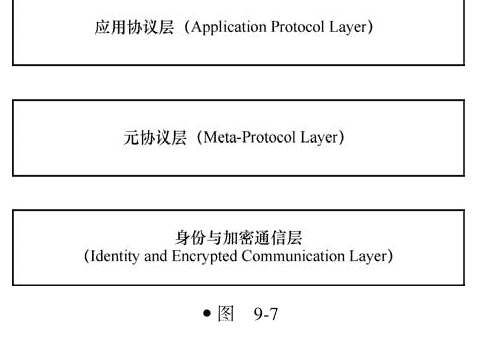 应用协议层（Application Protocol Layer）
元协议层（Meta-Protocol Layer）
身份与加密通信层
（Identity and Encrypted Communication Layer）
●图 9-7